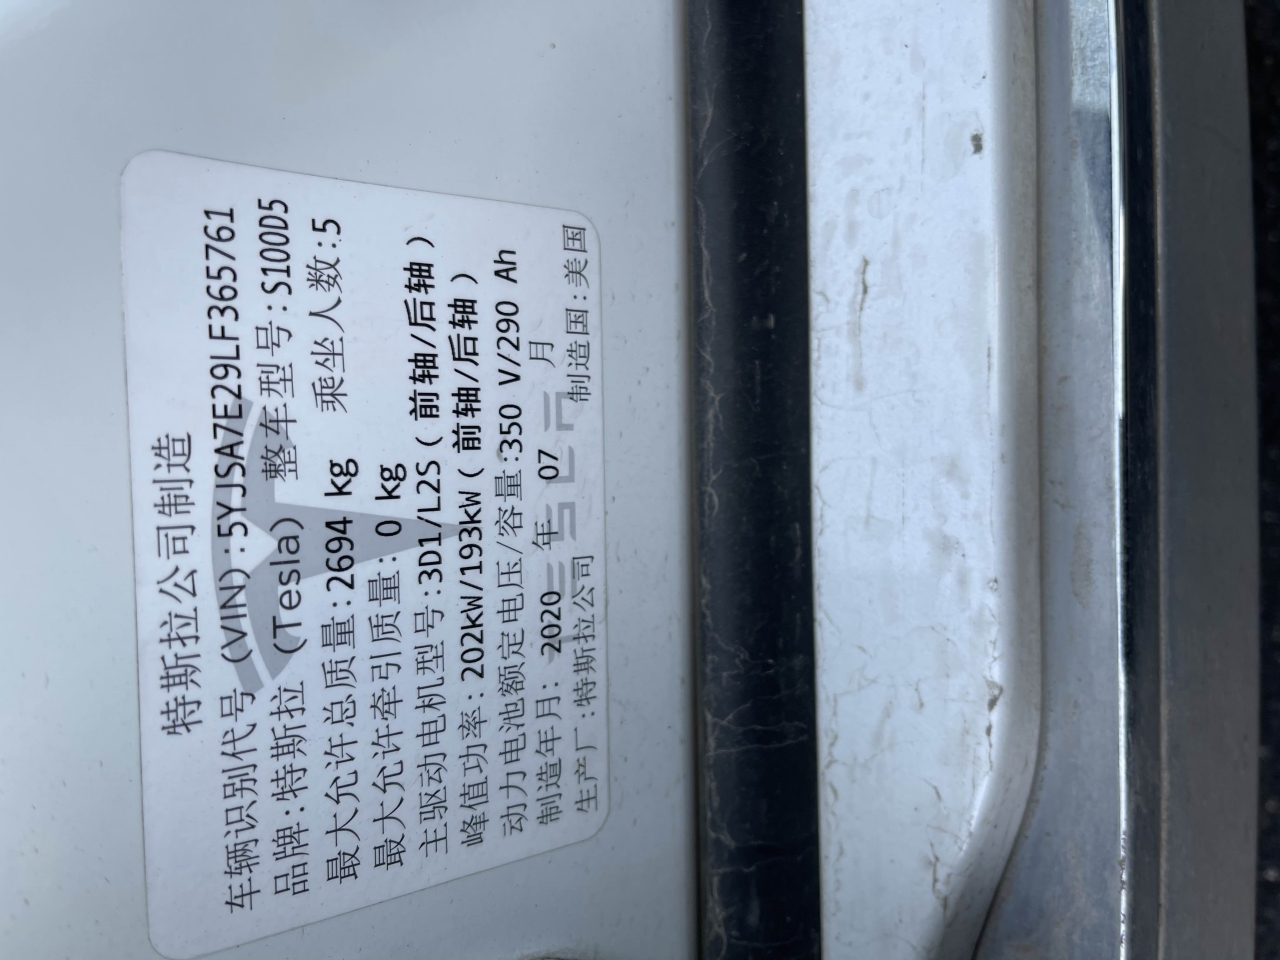 特斯拉公司制造
车辆识别代号 (VIN):5YJSA7E29LF365761
品牌:特斯拉 (Tesla) 整车型号:S100D5
最大允许总质量:2694 kg 乘坐人数:5
最大允许牵引质量: 0 kg
主驱动电机型号:3D1/L2S(前轴/后轴)
峰值功率:202kW/193kW(前轴/后轴)
动力电池额定电压/容量:350 V/290 Ah
制造年月: 2020 年 07 月
生产厂:特斯拉公司 制造国:美国
TESLA